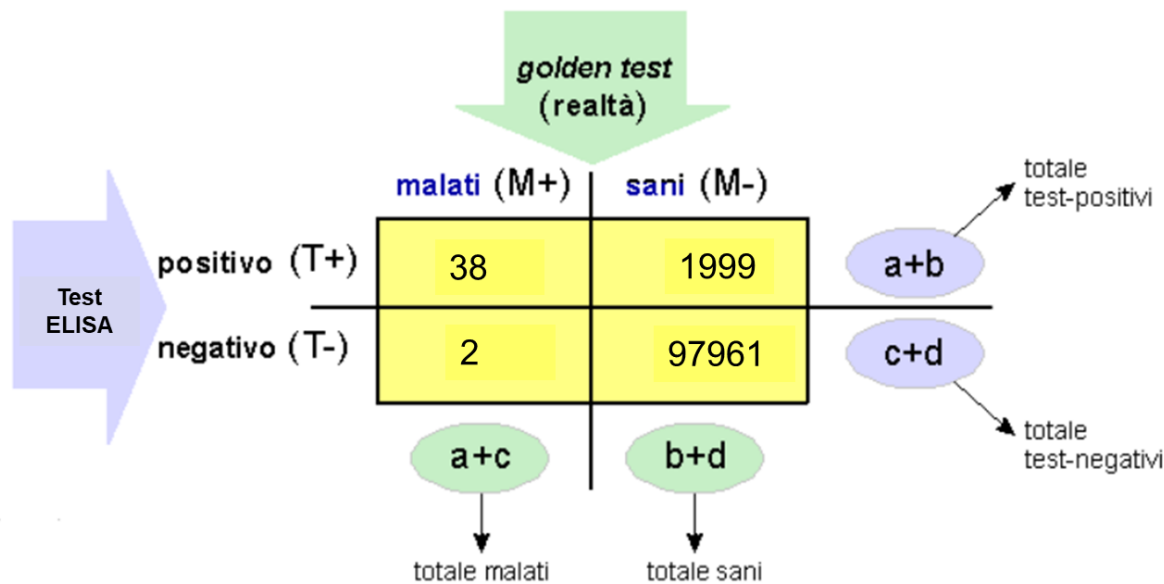 golden test
(realtà)
malati (M+)
sani (M-)
totale
test-positivi
positivo (T+)
38
1999
a+b
Test
ELISA
negativo (T-)
2
97961
c+d
a+c
b+d
totale
test-negativi
totale malati
totale sani